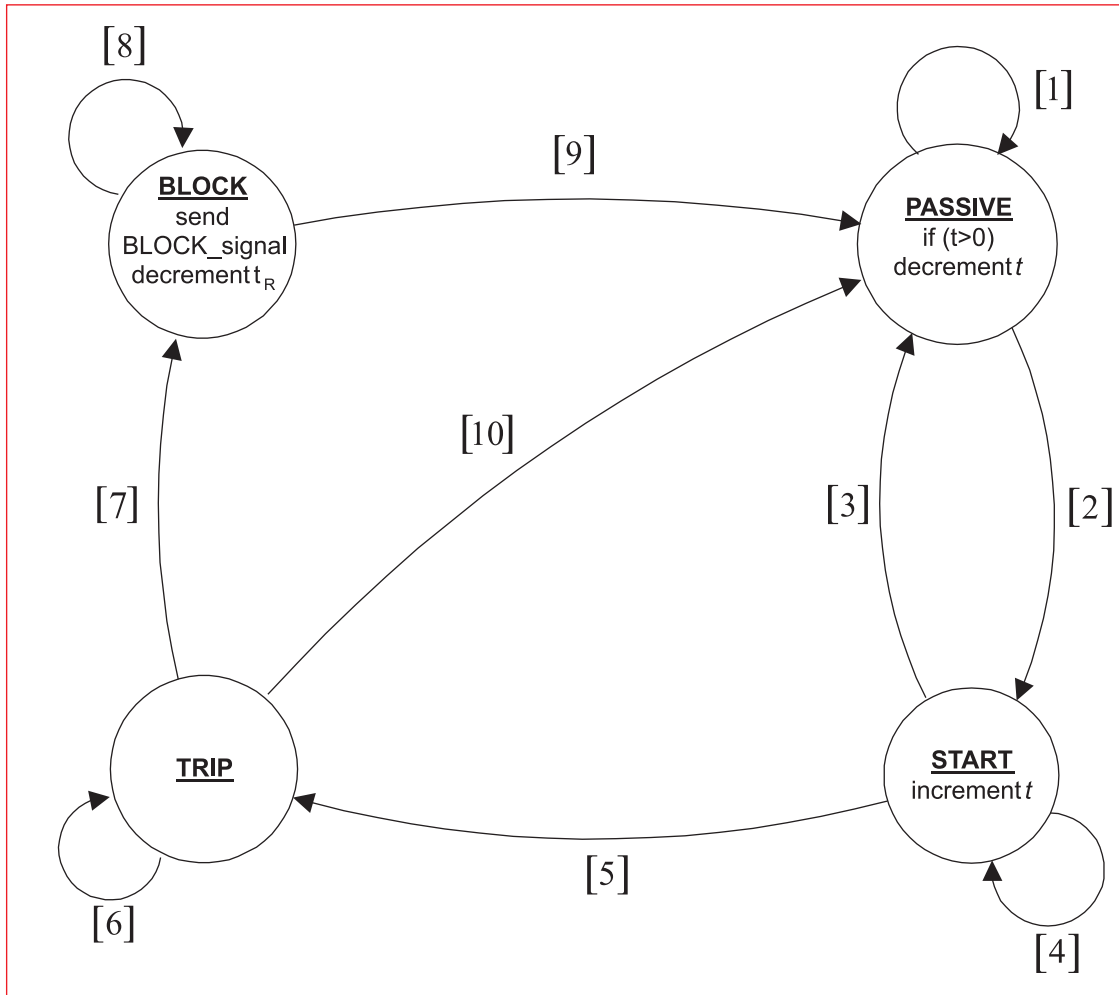 [8]
[1]
[9]
BLOCK
send
BLOCK_signal
decrement t R
PASSIVE
if (t>0)
decrement t
[10]
[7]
[3]
[2]
TRIP
START
increment t
[5]
[6]
[4]